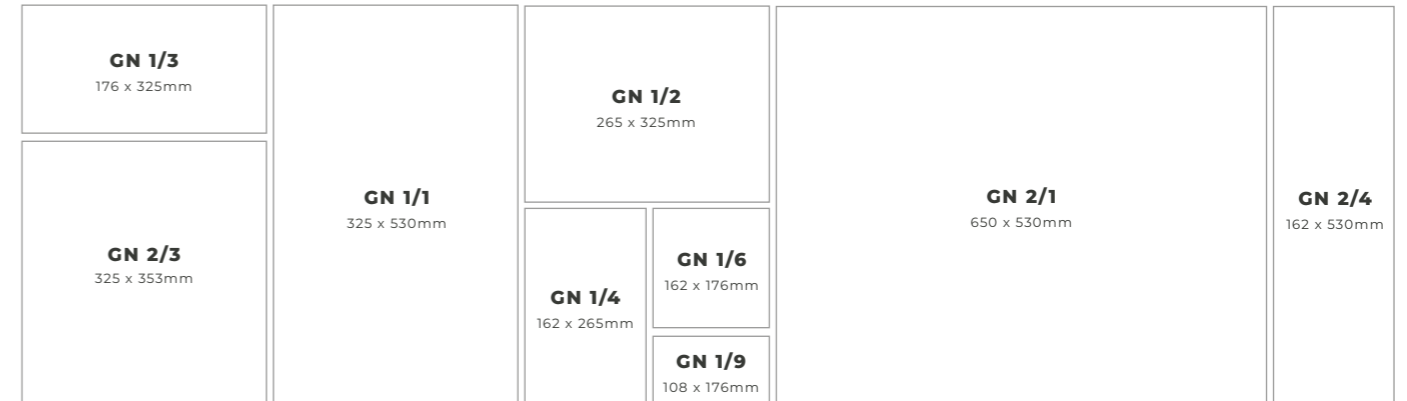 GN 1/3
176 x 325mm
GN 2/3
325 x 353mm
GN 1/1
325 x 530mm
GN 1/2
265 x 325mm
GN 1/4
162 x 265mm
GN 1/6
162 x 176mm
GN 1/9
108 x 176mm
GN 2/1
650 x 530mm
GN 2/4
162 x 530mm